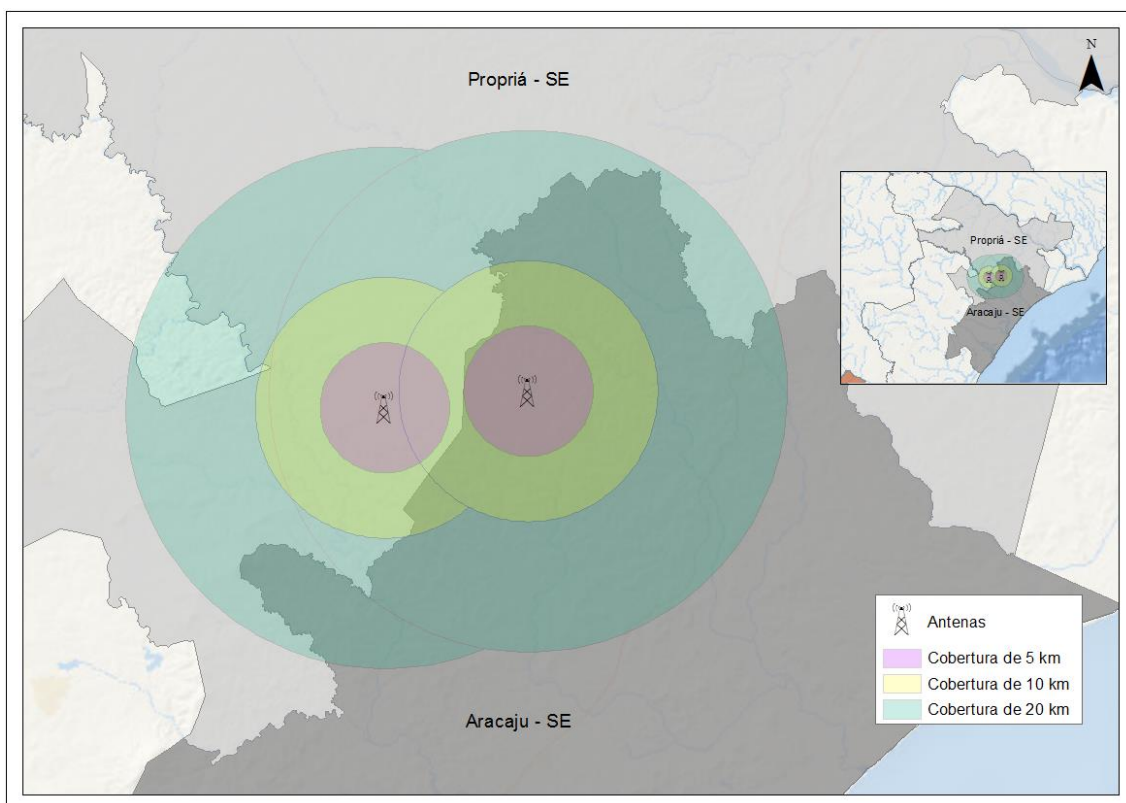 Propriá - SE
N
Propriá - SE
Aracaju - SE
Antenas
Cobertura de 5 km
Cobertura de 10 km
Cobertura de 20 km
Aracaju - SE